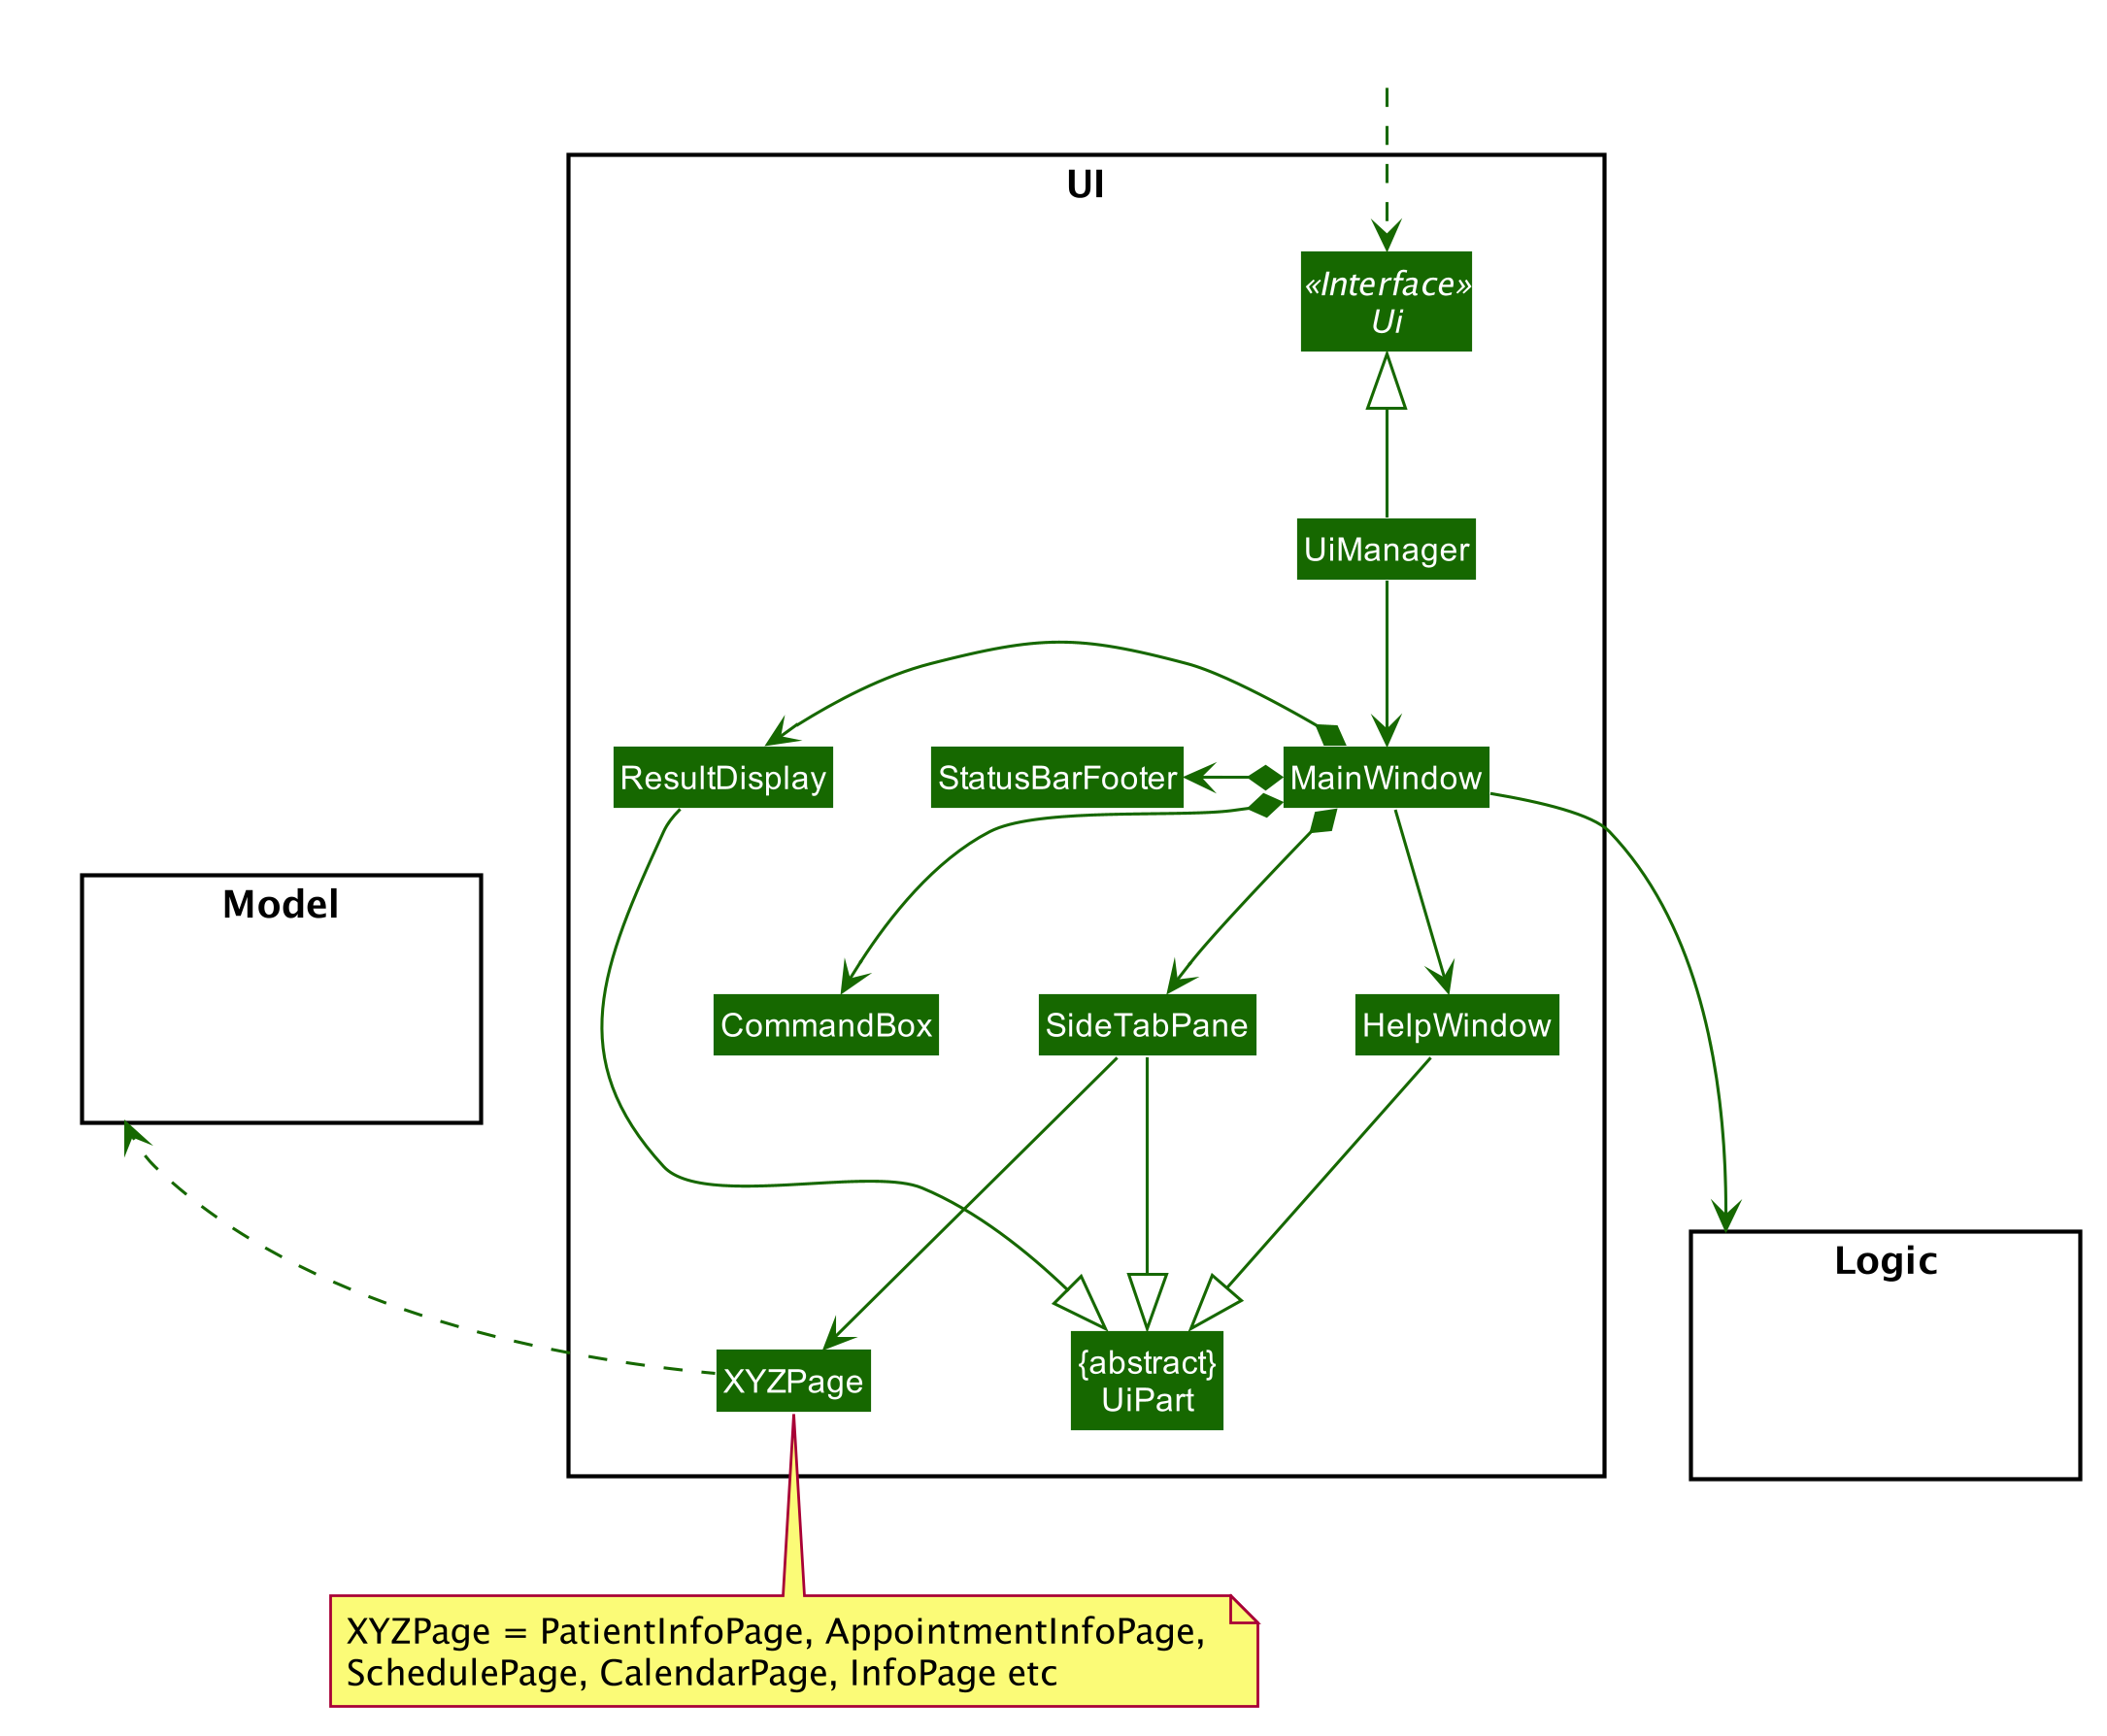 UI
«Interface»
Ui
UiManager
ResultDisplay
StatusBarFooter
MainWindow
Model
CommandBox
SideTabPane
HelpWindow
Logic
XYZPage
{abstract}
UiPart
XYZPage = PatientInfoPage, AppointmentInfoPage,
SchedulePage, CalendarPage, InfoPage etc